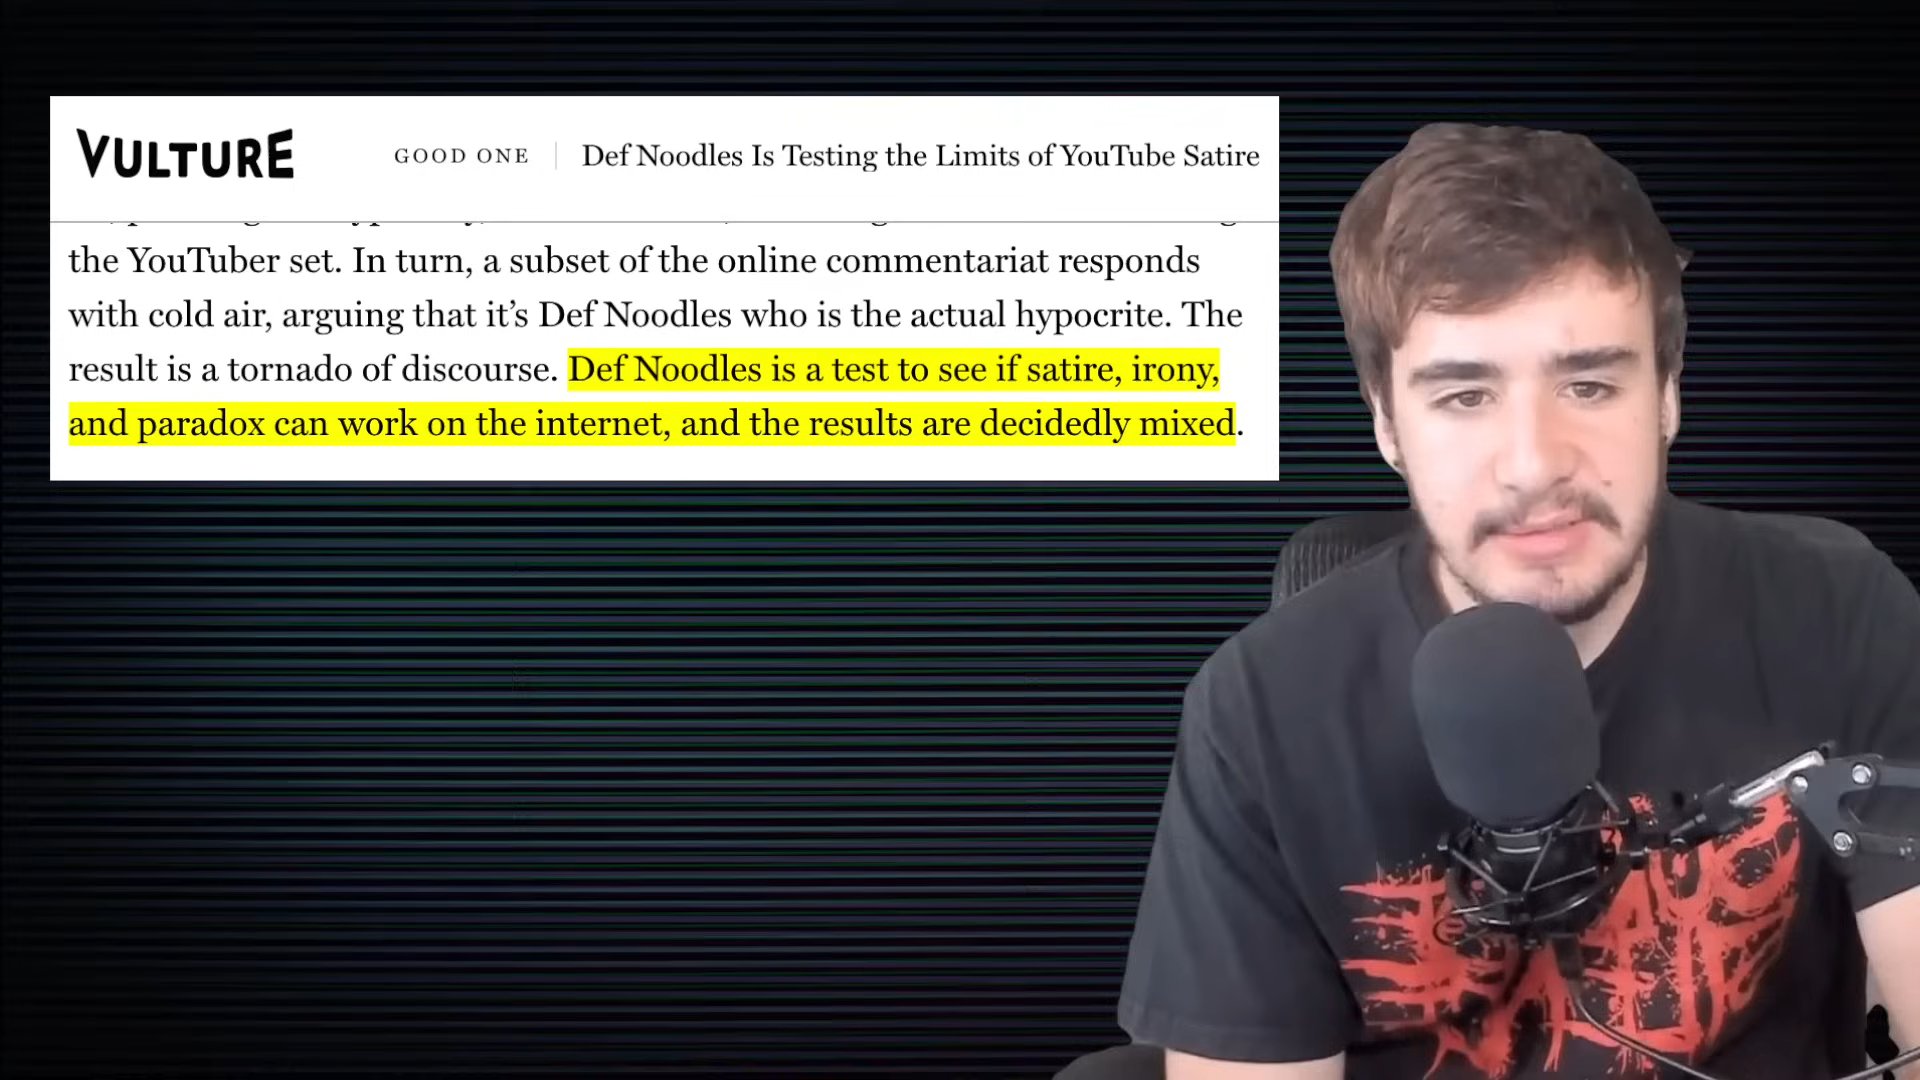 VULTURE GOOD ONE Def Noodles Is Testing the Limits of YouTube Satire
the YouTuber set. In turn, a subset of the online commentariat responds
with cold air, arguing that it’s Def Noodles who is the actual hypocrite. The
result is a tornado of discourse. Def Noodles is a test to see if satire, irony,
and paradox can work on the internet, and the results are decidedly mixed.